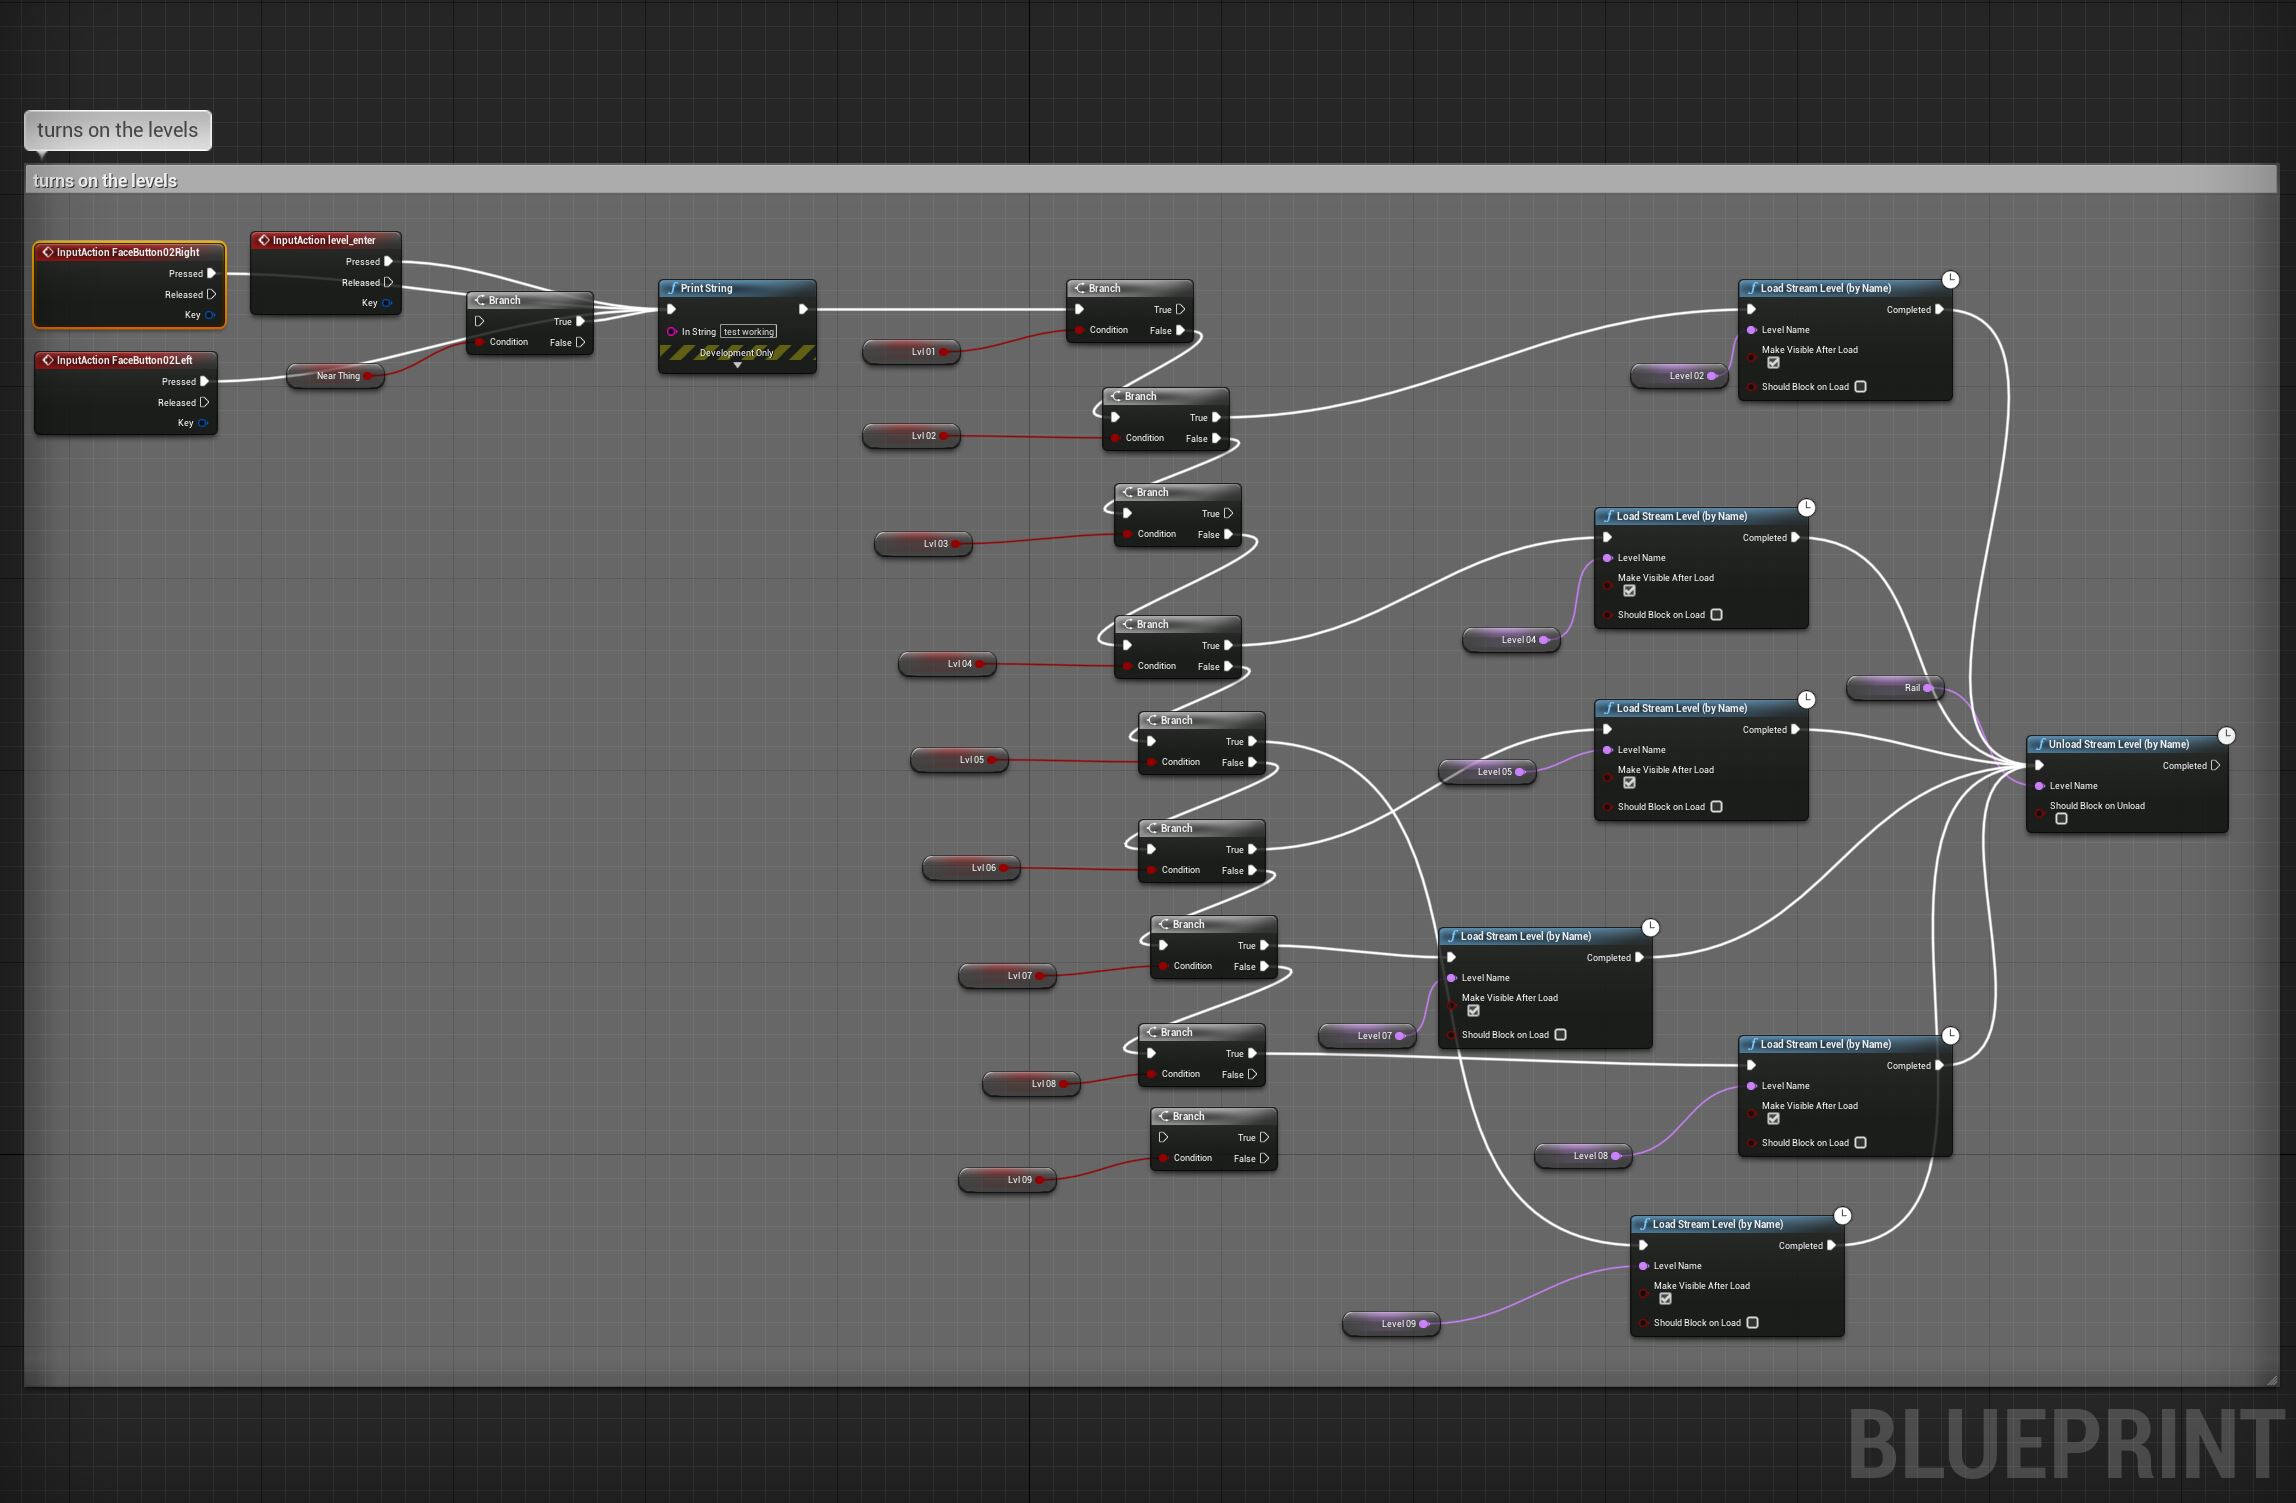 turns on the levels
turns on the levels
InputAction FaceButton02Right
Pressed
Released
Key
InputAction level_enter
Pressed
Released
Key
InputAction FaceButton02Left
Pressed
Released
Key
Branch
True
Condition
False
Near Thing
Print String
In String
test working
Development Only
Lvl 01
Branch
True
Condition
False
Lvl 02
Branch
True
Condition
False
Lvl 03
Branch
True
Condition
False
Lvl 04
Branch
True
Condition
False
Lvl 05
Branch
True
Condition
False
Lvl 06
Branch
True
Condition
False
Lvl 07
Branch
True
Condition
False
Lvl 08
Branch
True
Condition
False
Lvl 09
Branch
True
Condition
False
Level 02
Load Stream Level (by Name)
Completed
Level Name
Make Visible After Load
Should Block on Load
Level 04
Load Stream Level (by Name)
Completed
Level Name
Make Visible After Load
Should Block on Load
Level 05
Load Stream Level (by Name)
Completed
Level Name
Make Visible After Load
Should Block on Load
Level 07
Load Stream Level (by Name)
Completed
Level Name
Make Visible After Load
Should Block on Load
Level 08
Load Stream Level (by Name)
Completed
Level Name
Make Visible After Load
Should Block on Load
Level 09
Load Stream Level (by Name)
Completed
Level Name
Make Visible After Load
Should Block on Load
Rail
Unload Stream Level (by Name)
Completed
Level Name
Should Block on Unload
BLUEPRINT